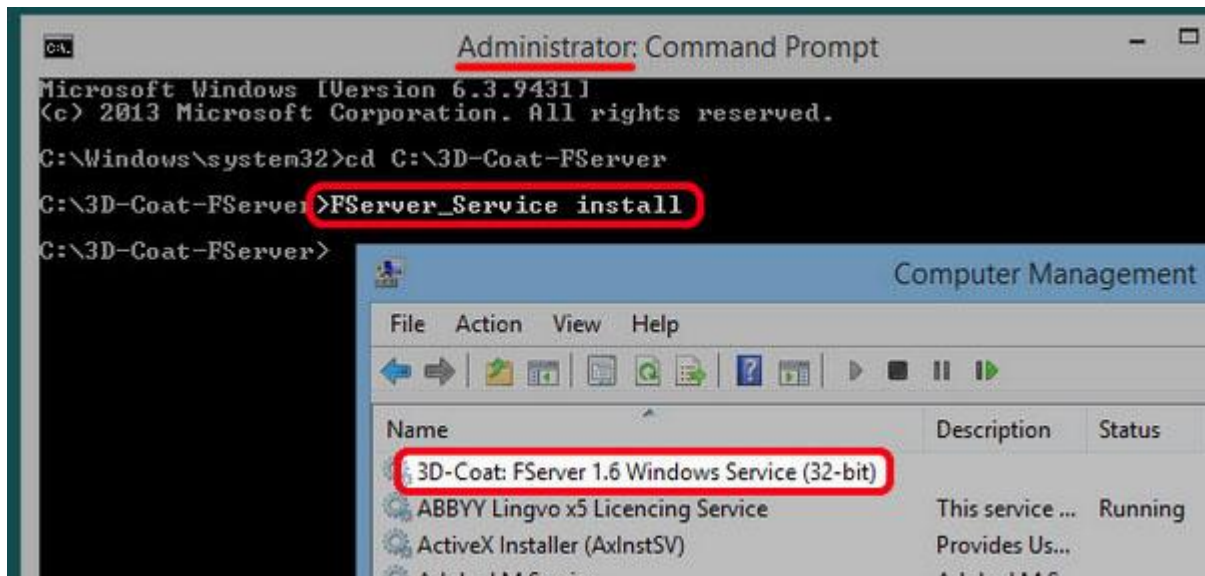 Administrator: Command Prompt
Microsoft Windows [Version 6.3.9431]
(c) 2013 Microsoft Corporation. All rights reserved.
C:\Windows\system32>cd C:\3D-Coat-FServer
C:\3D-Coat-FServer>FServer_Service install
C:\3D-Coat-FServer>
Computer Management
File Action View Help
Name Description Status
3D-Coat: FServer 1.6 Windows Service (32-bit)
ABBYY Lingvo x5 Licencing Service This service ... Running
ActiveX Installer (AxInstSV) Provides Us...